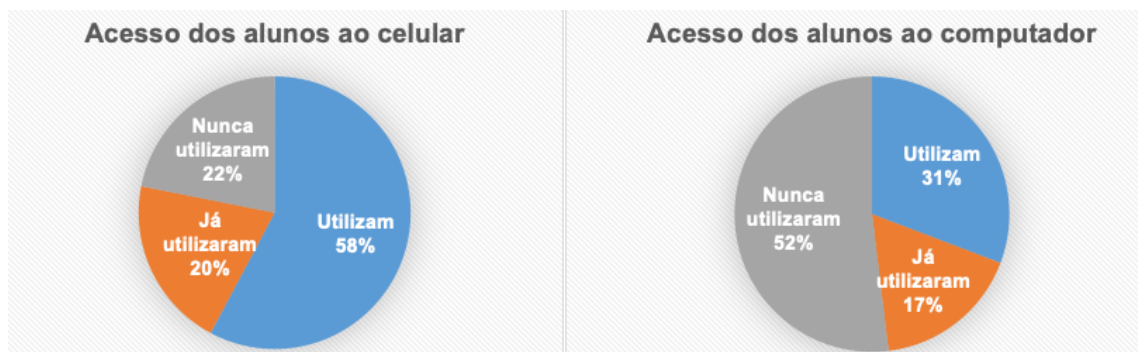 Acesso dos alunos ao celular
Nunca
utilizaram
22%
Já
utilizaram
20%
Utilizam
58%
Acesso dos alunos ao computador
Utilizam
31%
Nunca
utilizaram
52%
Já
utilizaram
17%